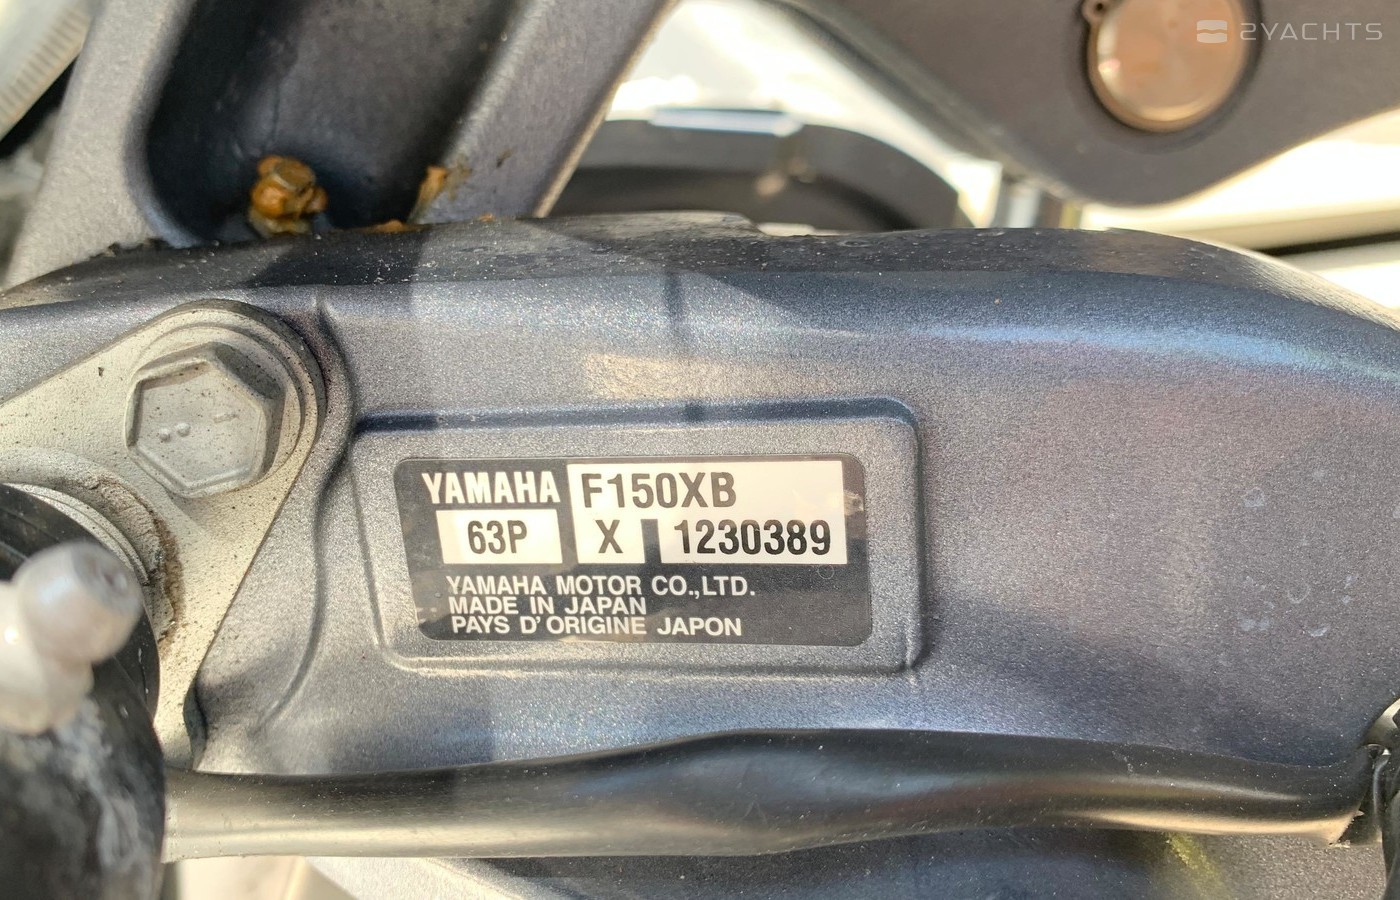 2YACHTS
YAMAHA F150XB
63P X 1230389
YAMAHA MOTOR CO.,LTD.
MADE IN JAPAN
PAYS D'ORIGINE JAPON